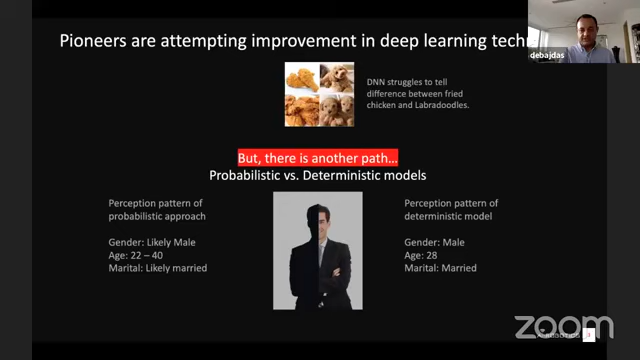 Pioneers are attempting improvement in deep learning
debajdas
DNN struggles to tell
difference between fried
chicken and Labradoodles.
But, there is another path...
Probabilistic vs. Deterministic models
Perception pattern of
probabilistic approach
Gender: Likely Male
Age: 22 – 40
Marital: Likely married
Perception pattern of
deterministic model
Gender: Male
Age: 28
Marital: Married
zoom